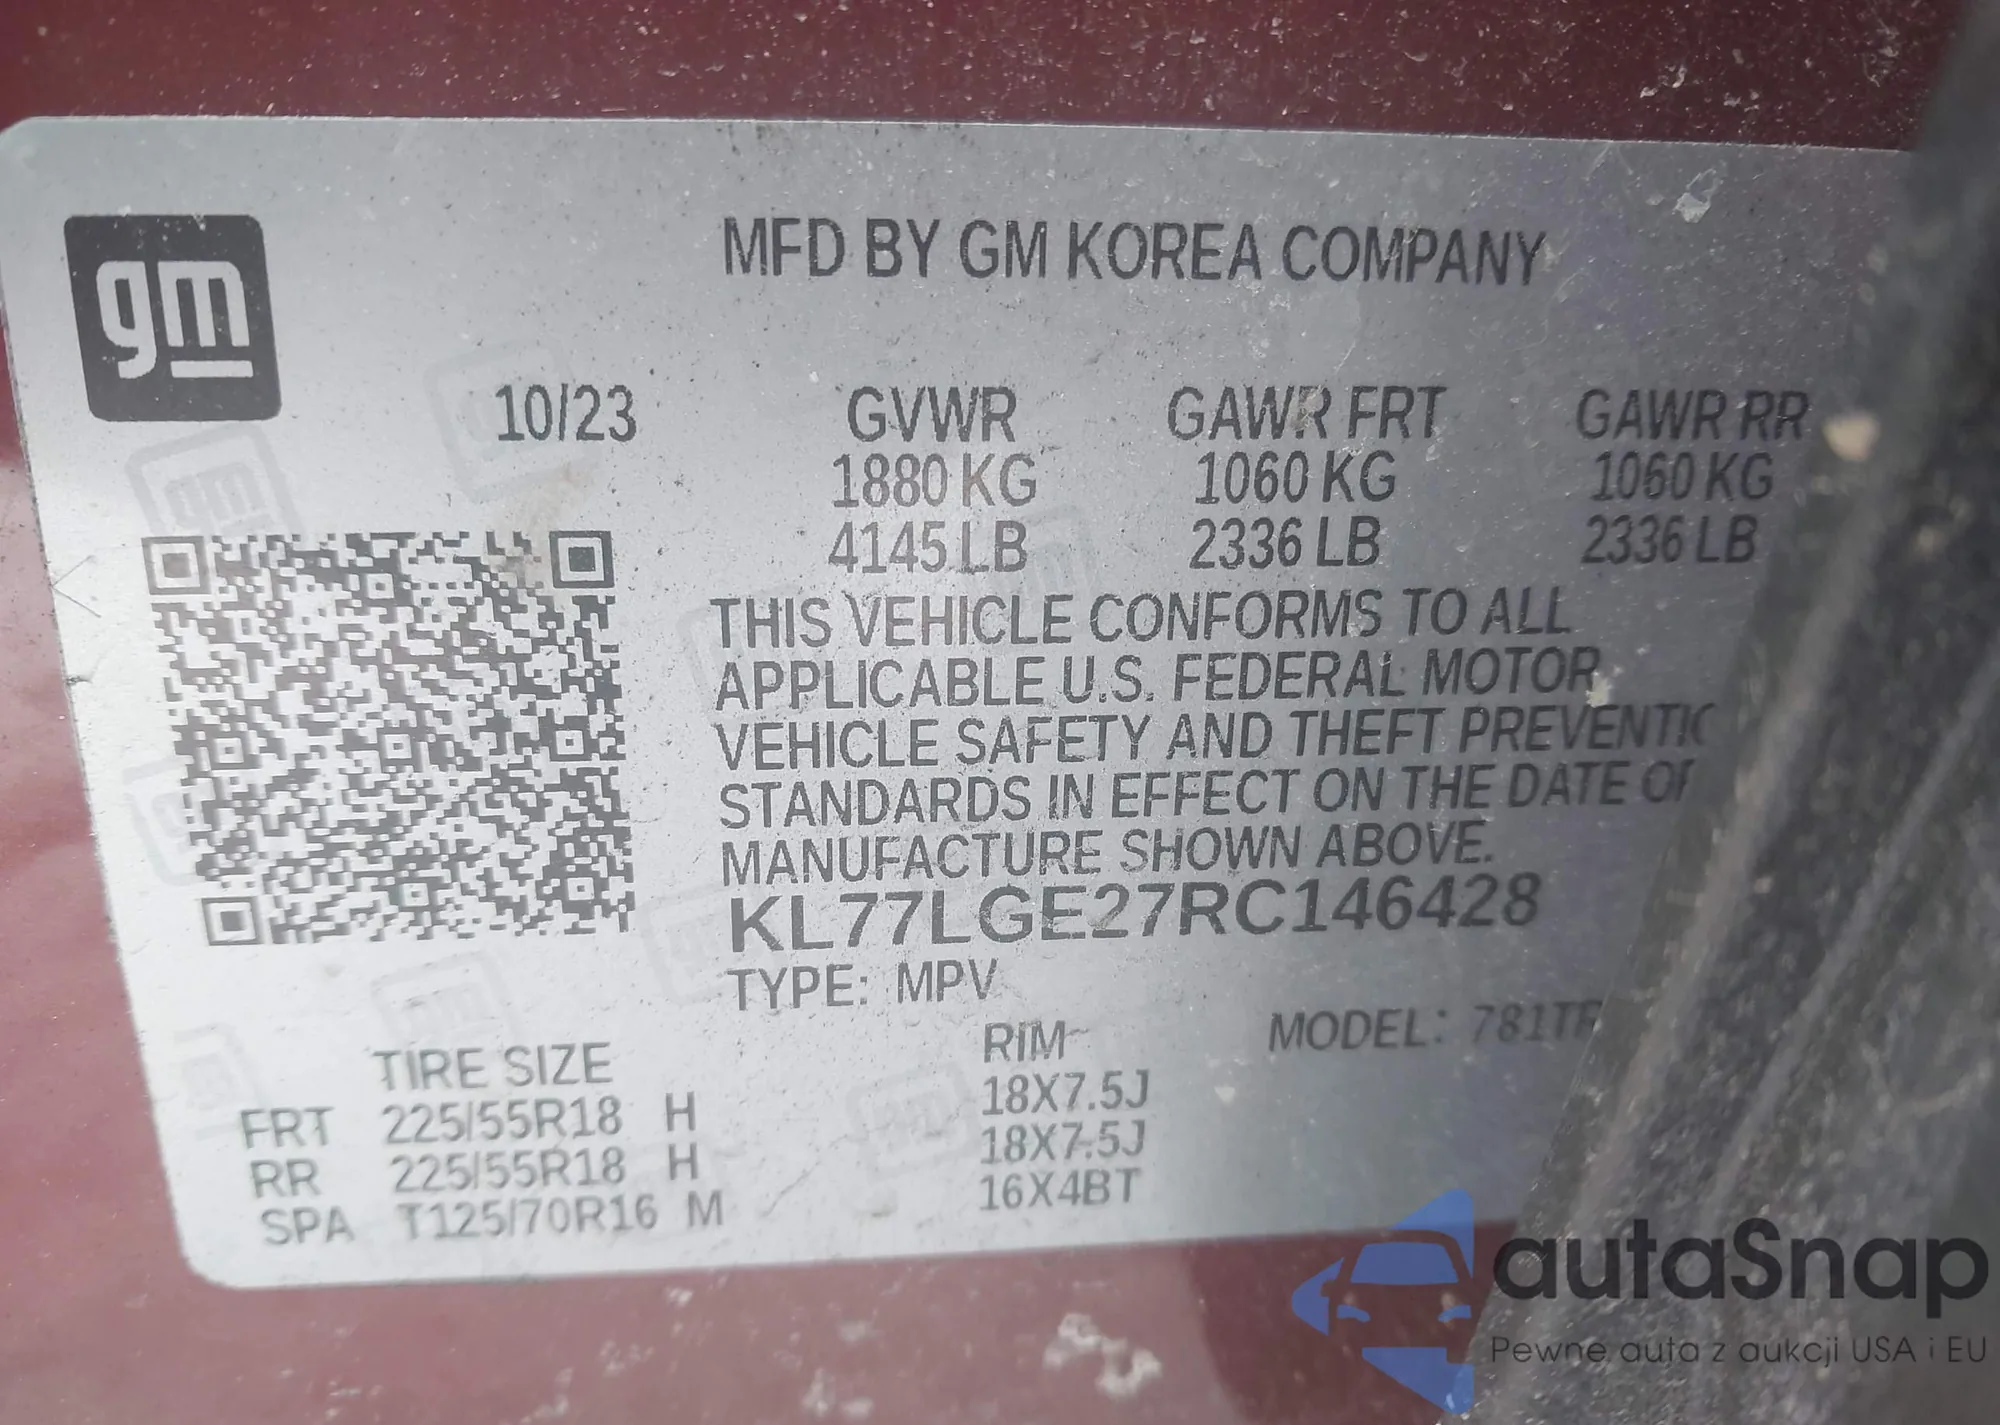 gm
MFD BY GM KOREA COMPANY
10/23 GVWR GAWR FRT GAWR RR
1880 KG 1060 KG 1060 KG
4145 LB 2336 LB 2336 LB
THIS VEHICLE CONFORMS TO ALL
APPLICABLE U.S. FEDERAL MOTOR
VEHICLE SAFETY AND THEFT PREVENTI
STANDARDS IN EFFECT ON THE DATE OF
MANUFACTURE SHOWN ABOVE.
KL77LGE27RC146428
TYPE: MPV
RIM MODEL: 781TR
TIRE SIZE
FRT 225/55R18 H 18X7.5J
RR 225/55R18 H 18X7.5J
SPA T125/70R16 M 16X4BT
autaSnap
Pewne auta z aukcji USA i EU